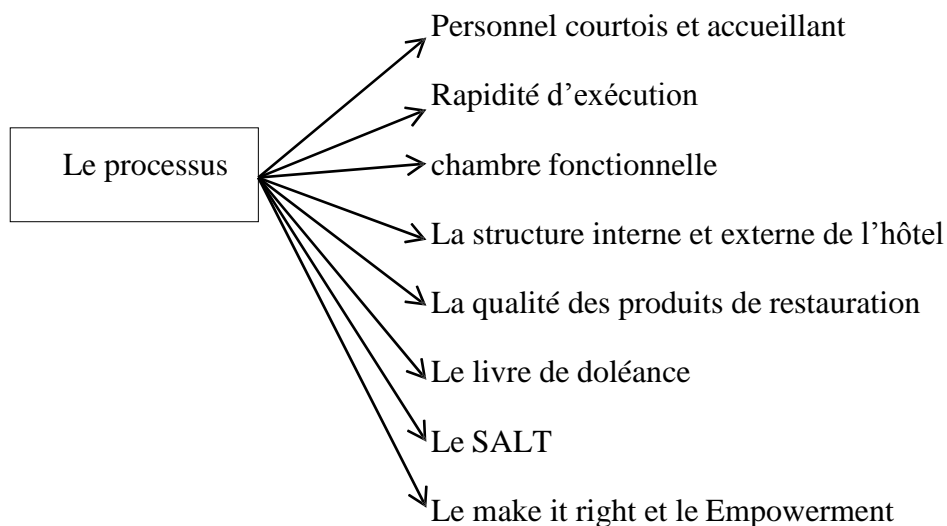 Personnel courtois et accueillant
Rapidité d’exécution
Le processus
chambre fonctionnelle
La structure interne et externe de l’hôtel
La qualité des produits de restauration
Le livre de doléance
Le SALT
Le make it right et le Empowerment